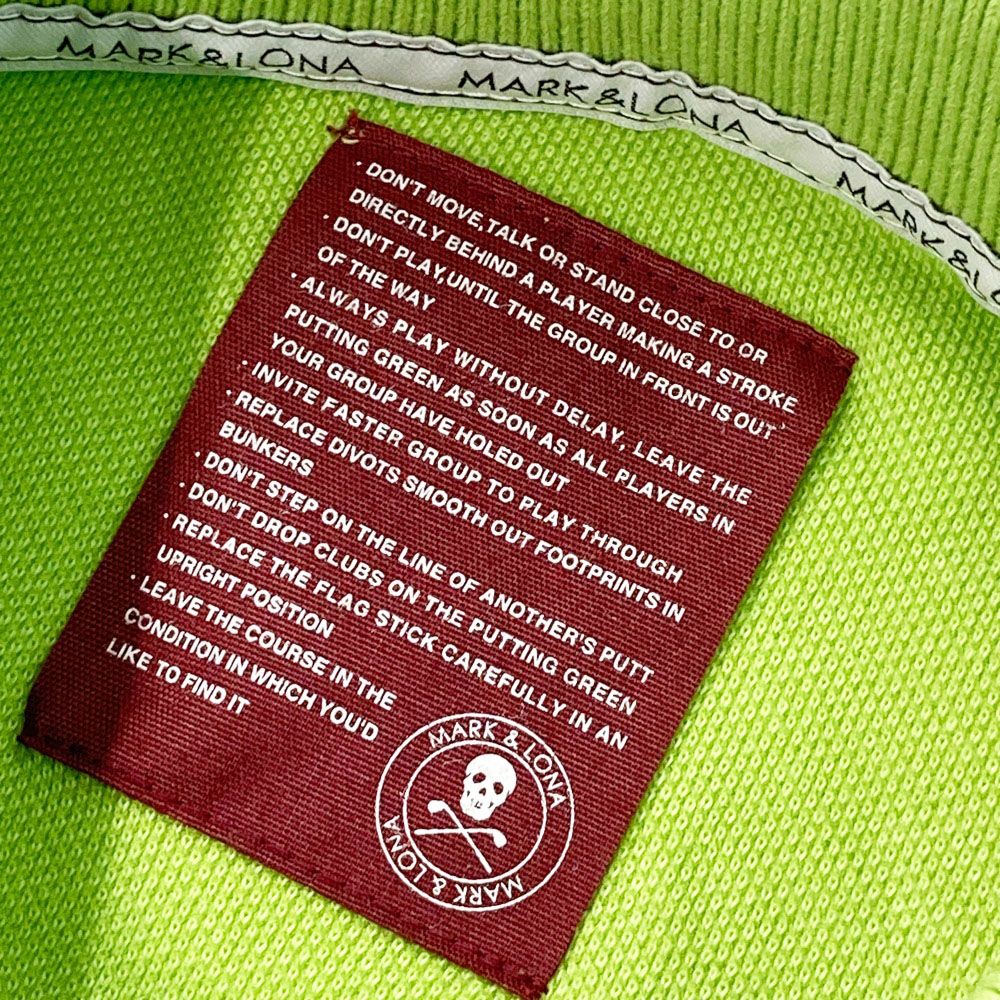 MARK&LONA MARK&LONA MARK&LO
· DON'T MOVE,TALK OR STAND CLOSE TO OR
DIRECTLY BEHIND A PLAYER MAKING A STROKE
· DON'T PLAY,UNTIL THE GROUP IN FRONT IS OUT
OF THE WAY
· ALWAYS PLAY WITHOUT DELAY, LEAVE THE
PUTTING GREEN AS SOON AS ALL PLAYERS IN
YOUR GROUP HAVE HOLED OUT
· INVITE FASTER GROUP TO PLAY THROUGH
· REPLACE DIVOTS SMOOTH OUT FOOTPRINTS IN
BUNKERS
· DON'T STEP ON THE LINE OF ANOTHER'S PUTT
· DON'T DROP CLUBS ON THE PUTTING GREEN
· REPLACE THE FLAG STICK CAREFULLY IN AN
UPRIGHT POSITION
· LEAVE THE COURSE IN THE
CONDITION IN WHICH YOU'D
LIKE TO FIND IT
MARK & LONA
MARK & LONA